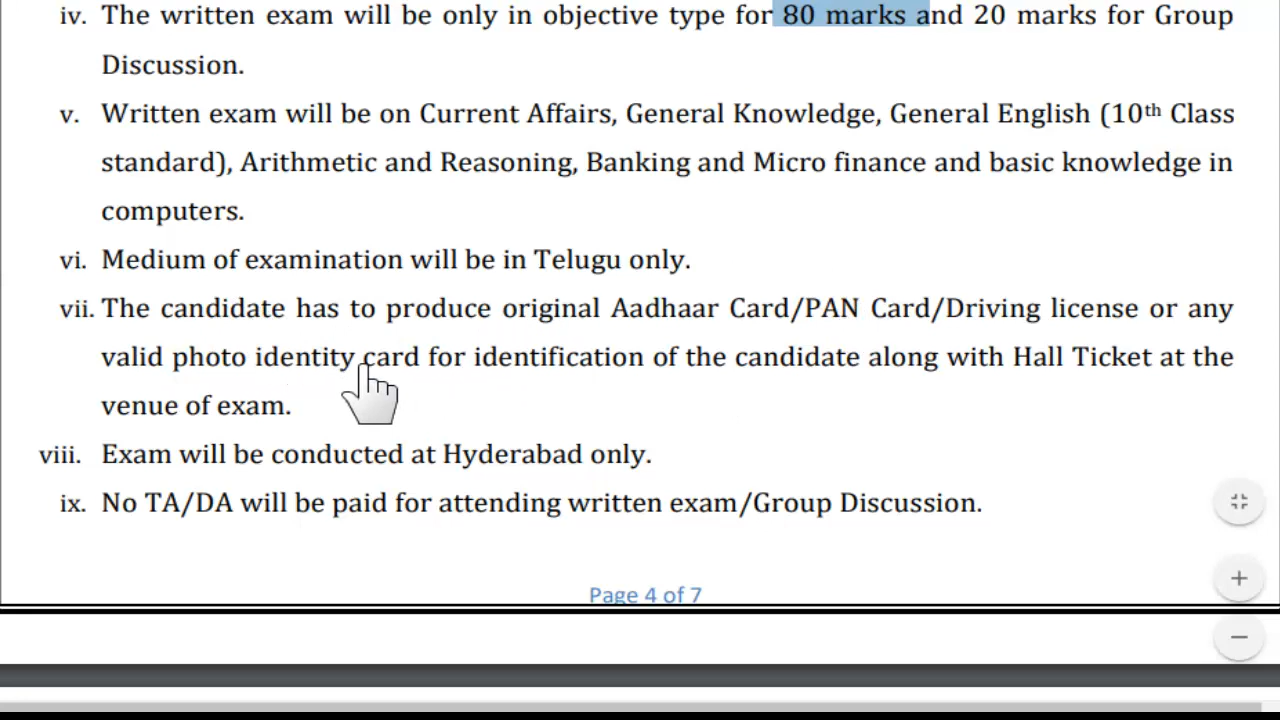 iv. The written exam will be only in objective type for 80 marks and 20 marks for Group
Discussion.
v. Written exam will be on Current Affairs, General Knowledge, General English (10th Class
standard), Arithmetic and Reasoning, Banking and Micro finance and basic knowledge in
computers.
vi. Medium of examination will be in Telugu only.
vii. The candidate has to produce original Aadhaar Card/PAN Card/Driving license or any
valid photo identity card for identification of the candidate along with Hall Ticket at the
venue of exam.
viii. Exam will be conducted at Hyderabad only.
ix. No TA/DA will be paid for attending written exam/Group Discussion.
Page 4 of 7